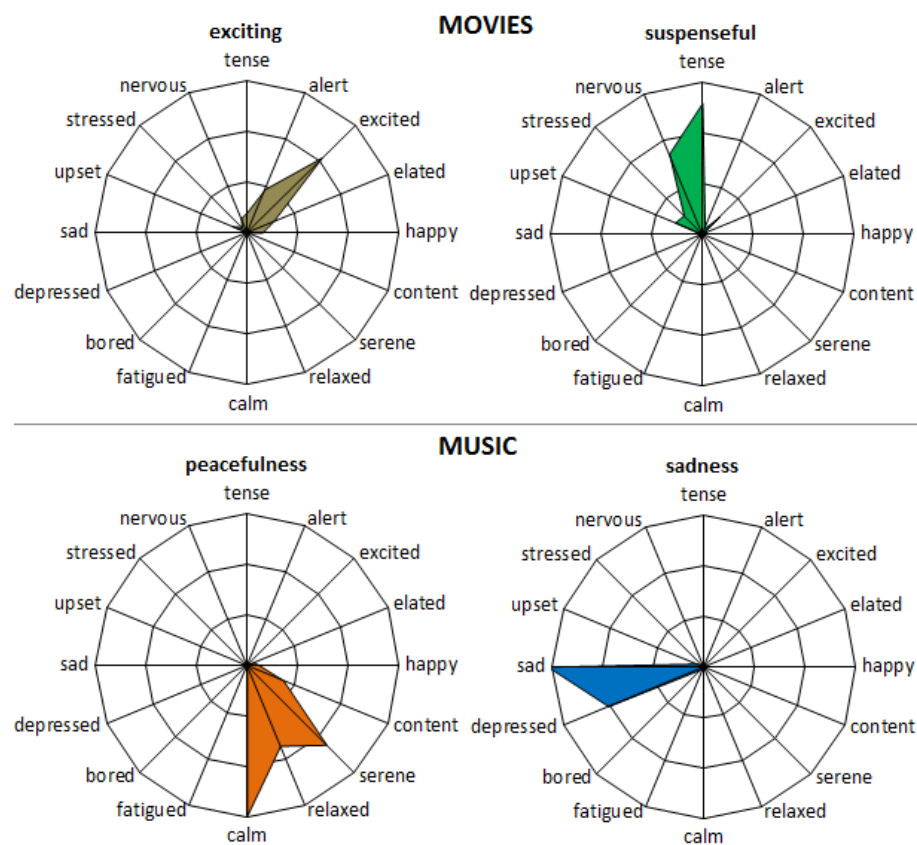 MOVIES
exciting
tense
nervous
alert
stressed
excited
upset
elated
sad
happy
depressed
content
bored
serene
fatigued
relaxed
calm
suspenseful
tense
nervous
alert
stressed
excited
upset
elated
sad
happy
depressed
content
bored
serene
fatigued
relaxed
calm
MUSIC
peacefulness
tense
nervous
alert
stressed
excited
upset
elated
sad
happy
depressed
content
bored
serene
fatigued
relaxed
calm
sadness
tense
nervous
alert
stressed
excited
upset
elated
sad
happy
depressed
content
bored
serene
fatigued
relaxed
calm